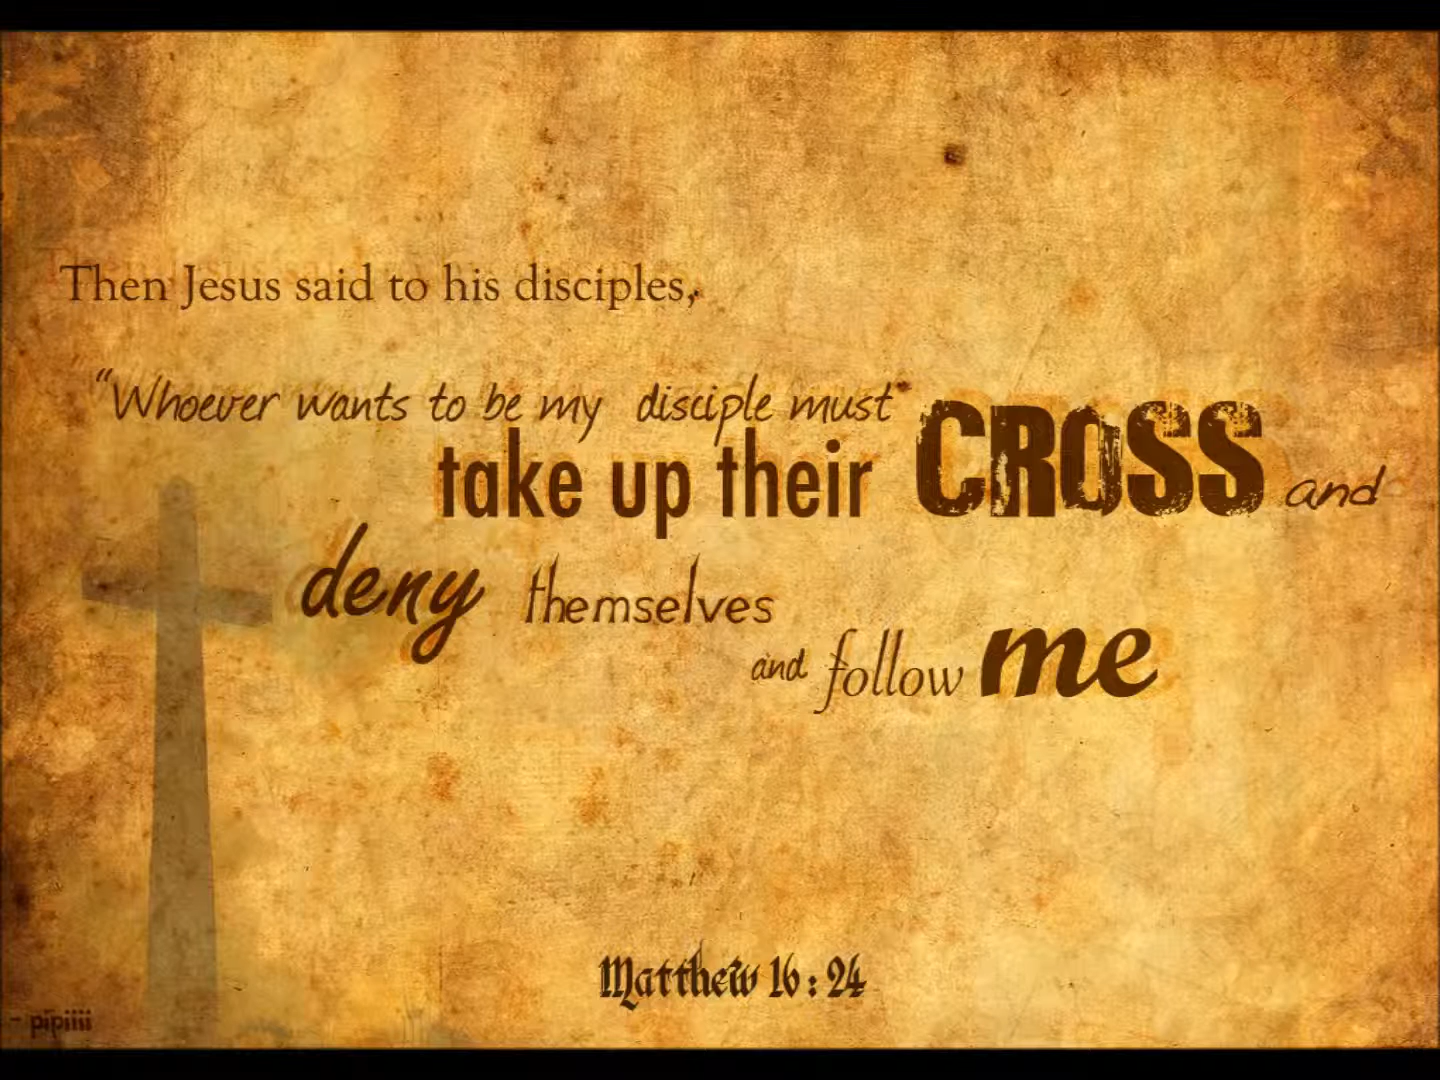 Then Jesus said to his disciples,
"Whoever wants to be my disciple must"
take up their CROSS and
deny themselves
and follow me
Matthew 16 : 24
- pipiiii